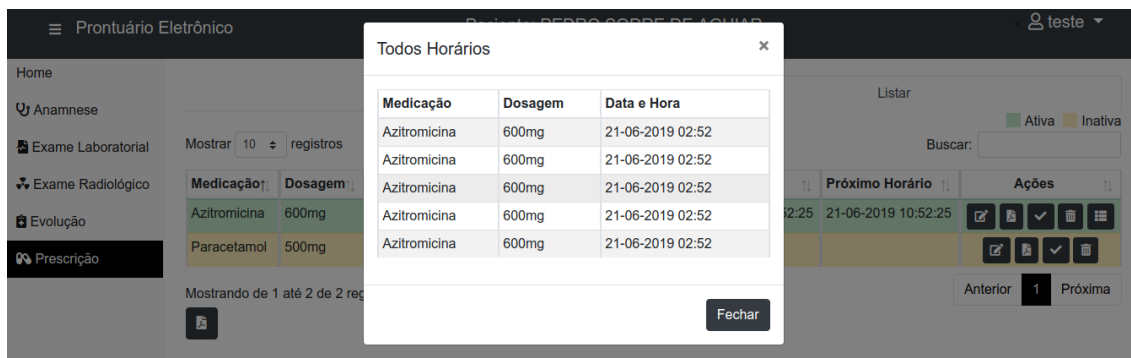 Prontuário Eletrônico
teste
Home
Anamnese
Exame Laboratorial
Exame Radiológico
Evolução
Prescrição
Todos Horários ×
Medicação Dosagem Data e Hora
Azitromicina 600mg 21-06-2019 02:52
Azitromicina 600mg 21-06-2019 02:52
Azitromicina 600mg 21-06-2019 02:52
Azitromicina 600mg 21-06-2019 02:52
Azitromicina 600mg 21-06-2019 02:52
Fechar
Listar
Ativa Inativa
Mostrar 10 registros Buscar:
Medicação Dosagem Próximo Horário Ações
Azitromicina 600mg 52:25 21-06-2019 10:52:25
Paracetamol 500mg
Mostrando de 1 até 2 de 2 reg
Anterior 1 Próxima